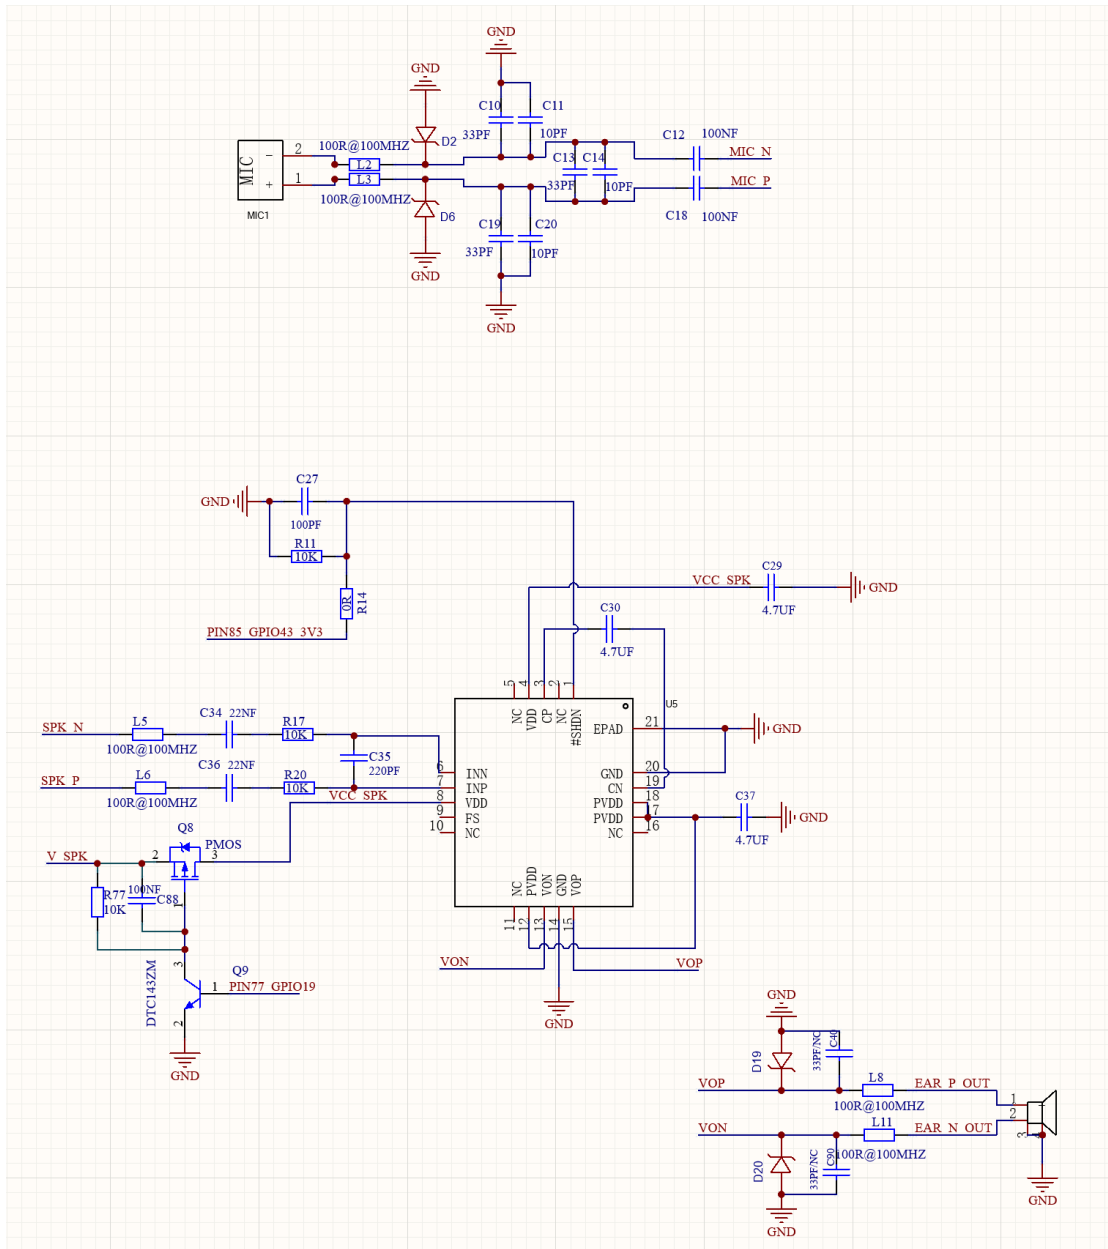 GND
GND
C10
C11
33PF
10PF
D2
100R@100MHZ
MIC
2
1
−
+
L2
L3
MIC1
100R@100MHZ
D6
C13
C14
33PF
10PF
C12
100NF
MIC_N
MIC_P
C18
100NF
C19
C20
33PF
10PF
GND
GND
C27
GND
100PF
R11
10K
0R
R14
PIN85_GPIO43_3V3
C29
VCC_SPK
GND
4.7UF
C30
4.7UF
5
4
3
2
1
NC
VDD
CP
NC
#SHDN
U5
EPAD
21
GND
SPK_N
L5
100R@100MHZ
C34
22NF
R17
10K
C35
220PF
SPK_P
L6
100R@100MHZ
C36
22NF
R20
10K
VCC_SPK
6
7
8
9
10
INN
INP
VDD
FS
NC
GND
CN
PVDD
PVDD
NC
20
19
18
17
16
C37
4.7UF
GND
NC
PVDD
VON
GND
VOP
11
12
13
14
15
VON
VOP
GND
Q8
PMOS
V_SPK
2
3
1
R77
10K
100NF
C88
3
Q9
DTC143ZM
1
PIN77_GPIO19
2
GND
GND
D19
33PF/NC
C40
VOP
L8
100R@100MHZ
EAR_P_OUT
VON
L11
100R@100MHZ
EAR_N_OUT
1
2
3
D20
33PF/NC
C90
GND
GND